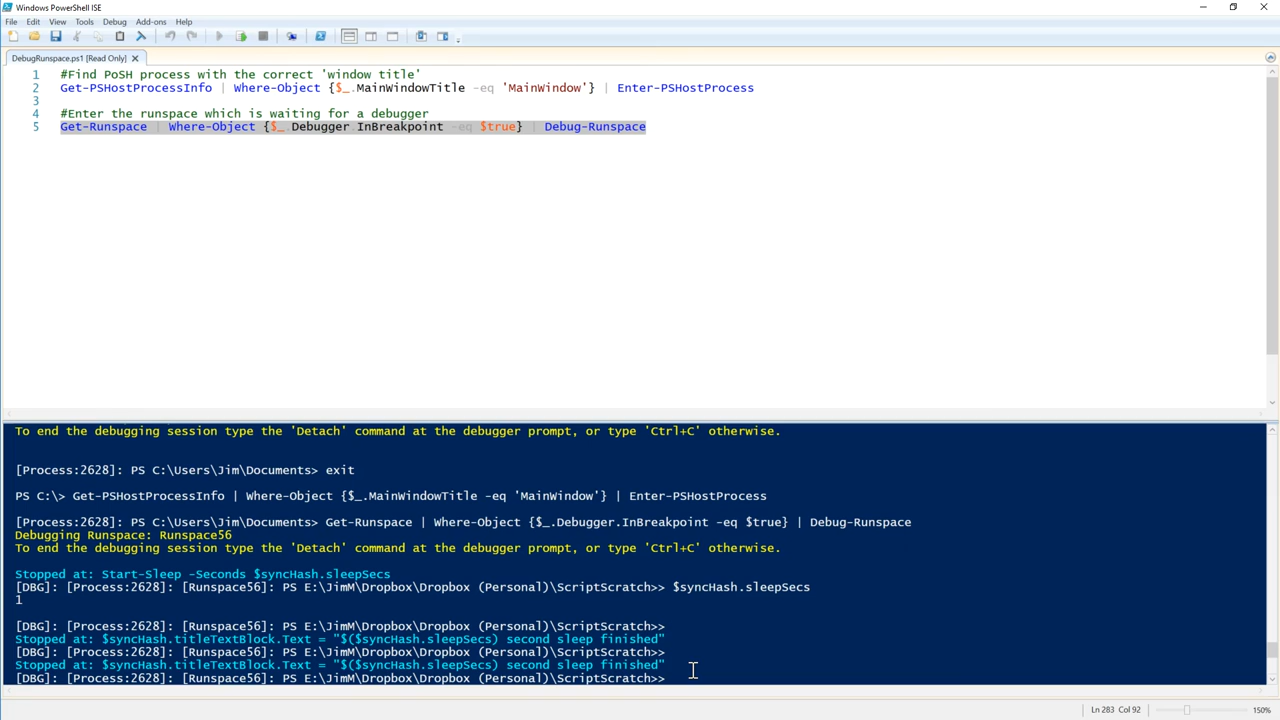 Windows PowerShell ISE
File Edit View Tools Debug Add-ons Help
DebugRunspace.ps1 [Read Only]
1 #Find PoSH process with the correct 'window title'
2 Get-PSHostProcessInfo | Where-Object {$_.MainWindowTitle -eq 'MainWindow'} | Enter-PSHostProcess
3
4 #Enter the runspace which is waiting for a debugger
5 Get-Runspace | Where-Object {$_.Debugger.InBreakpoint -eq $true} | Debug-Runspace
To end the debugging session type the 'Detach' command at the debugger prompt, or type 'Ctrl+C' otherwise.
[Process:2628]: PS C:\Users\Jim\Documents> exit
PS C:\> Get-PSHostProcessInfo | Where-Object {$_.MainWindowTitle -eq 'MainWindow'} | Enter-PSHostProcess
[Process:2628]: PS C:\Users\Jim\Documents> Get-Runspace | Where-Object {$_.Debugger.InBreakpoint -eq $true} | Debug-Runspace
Debugging Runspace: Runspace56
To end the debugging session type the 'Detach' command at the debugger prompt, or type 'Ctrl+C' otherwise.
Stopped at: Start-Sleep -Seconds $syncHash.sleepSecs
[DBG]: [Process:2628]: [Runspace56]: PS E:\JimM\Dropbox\Dropbox (Personal)\ScriptScratch>> $syncHash.sleepSecs
1
[DBG]: [Process:2628]: [Runspace56]: PS E:\JimM\Dropbox\Dropbox (Personal)\ScriptScratch>>
Stopped at: $syncHash.titleTextBlock.Text = "$($syncHash.sleepSecs) second sleep finished"
[DBG]: [Process:2628]: [Runspace56]: PS E:\JimM\Dropbox\Dropbox (Personal)\ScriptScratch>>
Stopped at: $syncHash.titleTextBlock.Text = "$($syncHash.sleepSecs) second sleep finished"
[DBG]: [Process:2628]: [Runspace56]: PS E:\JimM\Dropbox\Dropbox (Personal)\ScriptScratch>>
Ln 283 Col 92 150%